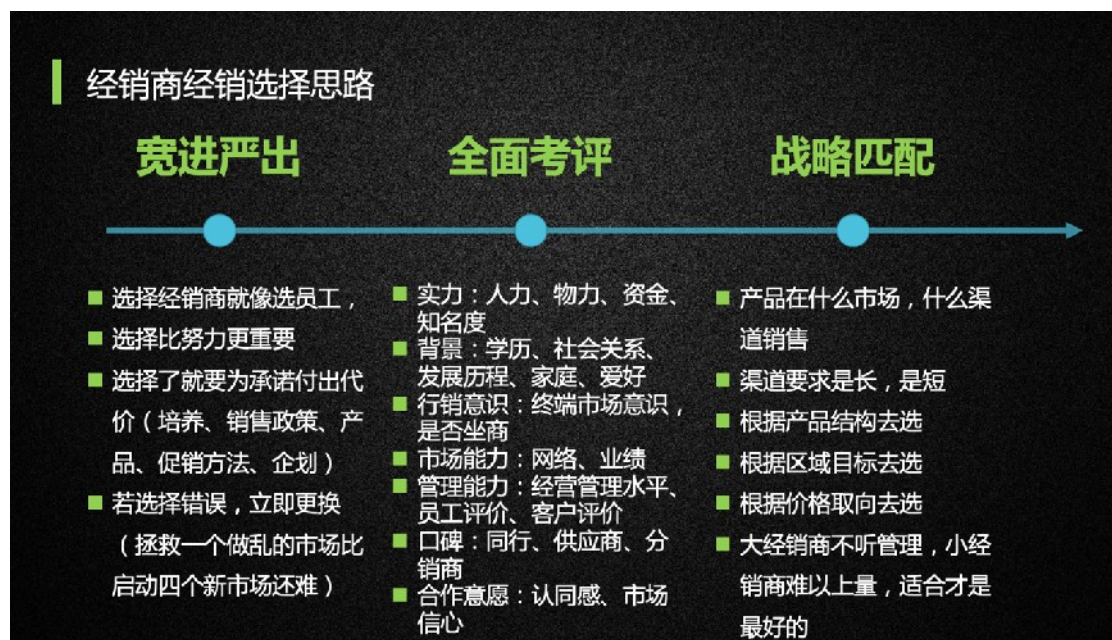 经销商经销选择思路
宽进严出
选择经销商就像选员工，
选择比努力更重要
选择了就要为承诺付出代
价（培养、销售政策、产
品、促销方法、企划）
若选择错误，立即更换
（拯救一个做乱的市场比
启动四个新市场还难）
全面考评
实力：人力、物力、资金、
知名度
背景：学历、社会关系、
发展历程、家庭、爱好
行销意识：终端市场意识，
是否坐商
市场能力：网络、业绩
管理能力：经营管理水平、
员工评价、客户评价
口碑：同行、供应商、分
销商
合作意愿：认同感、市场
信心
战略匹配
产品在什么市场，什么渠
道销售
渠道要求是长，是短
根据产品结构去选
根据区域目标去选
根据价格取向去选
大经销商不听管理，小经
销商难以上量，适合才是
最好的